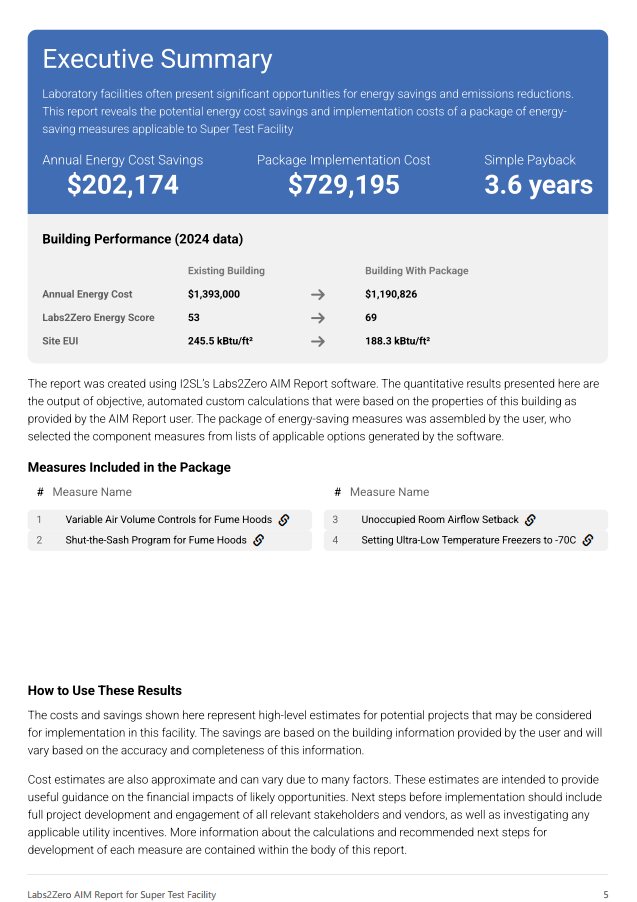 Executive Summary
Laboratory facilities often present significant opportunities for energy savings and emissions reductions.
This report reveals the potential energy cost savings and implementation costs of a package of energy-
saving measures applicable to Super Test Facility
Annual Energy Cost Savings Package Implementation Cost Simple Payback
$202,174 $729,195 3.6 years
Building Performance (2024 data)
Existing Building Building With Package
Annual Energy Cost $1,393,000 → $1,190,826
Labs2Zero Energy Score 53 → 69
Site EUI 245.5 kBtu/ft² → 188.3 kBtu/ft²
The report was created using I2SL's Labs2Zero AIM Report software. The quantitative results presented here are
the output of objective, automated custom calculations that were based on the properties of this building as
provided by the AIM Report user. The package of energy-saving measures was assembled by the user, who
selected the component measures from lists of applicable options generated by the software.
Measures Included in the Package
# Measure Name # Measure Name
1 Variable Air Volume Controls for Fume Hoods 3 Unoccupied Room Airflow Setback
2 Shut-the-Sash Program for Fume Hoods 4 Setting Ultra-Low Temperature Freezers to -70C
How to Use These Results
The costs and savings shown here represent high-level estimates for potential projects that may be considered
for implementation in this facility. The savings are based on the building information provided by the user and will
vary based on the accuracy and completeness of this information.
Cost estimates are also approximate and can vary due to many factors. These estimates are intended to provide
useful guidance on the financial impacts of likely opportunities. Next steps before implementation should include
full project development and engagement of all relevant stakeholders and vendors, as well as investigating any
applicable utility incentives. More information about the calculations and recommended next steps for
development of each measure are contained within the body of this report.
Labs2Zero AIM Report for Super Test Facility 5